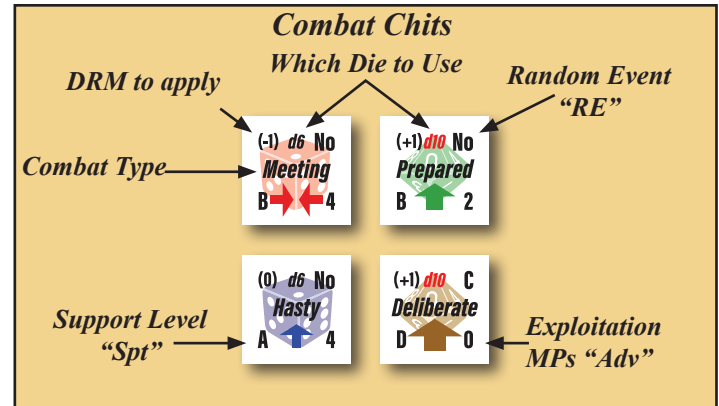 Combat Chits
Which Die to Use
DRM to apply
Random Event
“RE”
(-1) d6 No
Meeting
B 4
(+1) d10 No
Prepared
B 2
Combat Type
(0) d6 No
Hasty
A 4
(+1) d10 C
Deliberate
D 0
Support Level
“Spt”
Exploitation
MPs “Adv”